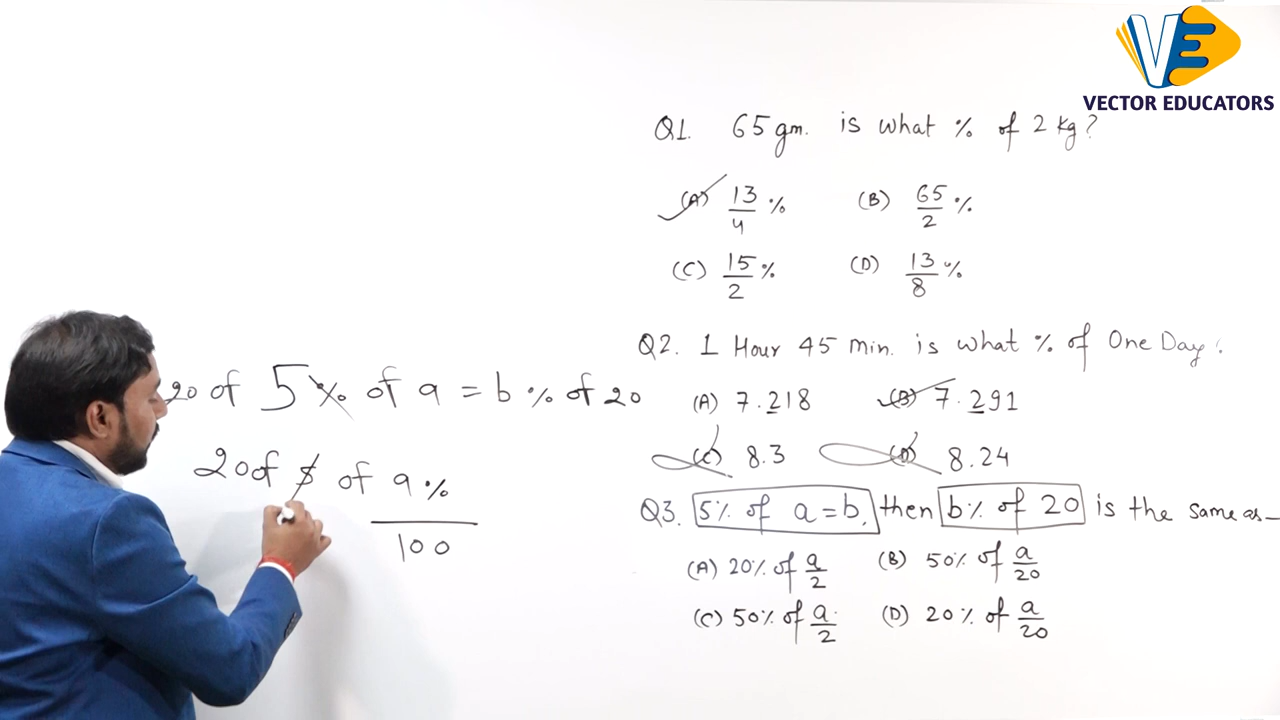 VE
VECTOR EDUCATORS
Q1. 65 gm. is what % of 2 kg?
(A) 13/4 % (B) 65/2 %
(C) 15/2 % (D) 13/8 %
Q2. 1 Hour 45 min. is what % of One Day?
(A) 7.218 (B) 7.291
(C) 8.3 (D) 8.24
Q3. 5% of a = b, then b% of 20 is the same as_
(A) 20% of a/2 (B) 50% of a/20
(C) 50% of a/2 (D) 20% of a/20
20 of 5% of a = b % of 20
20 of 5 of a %
100